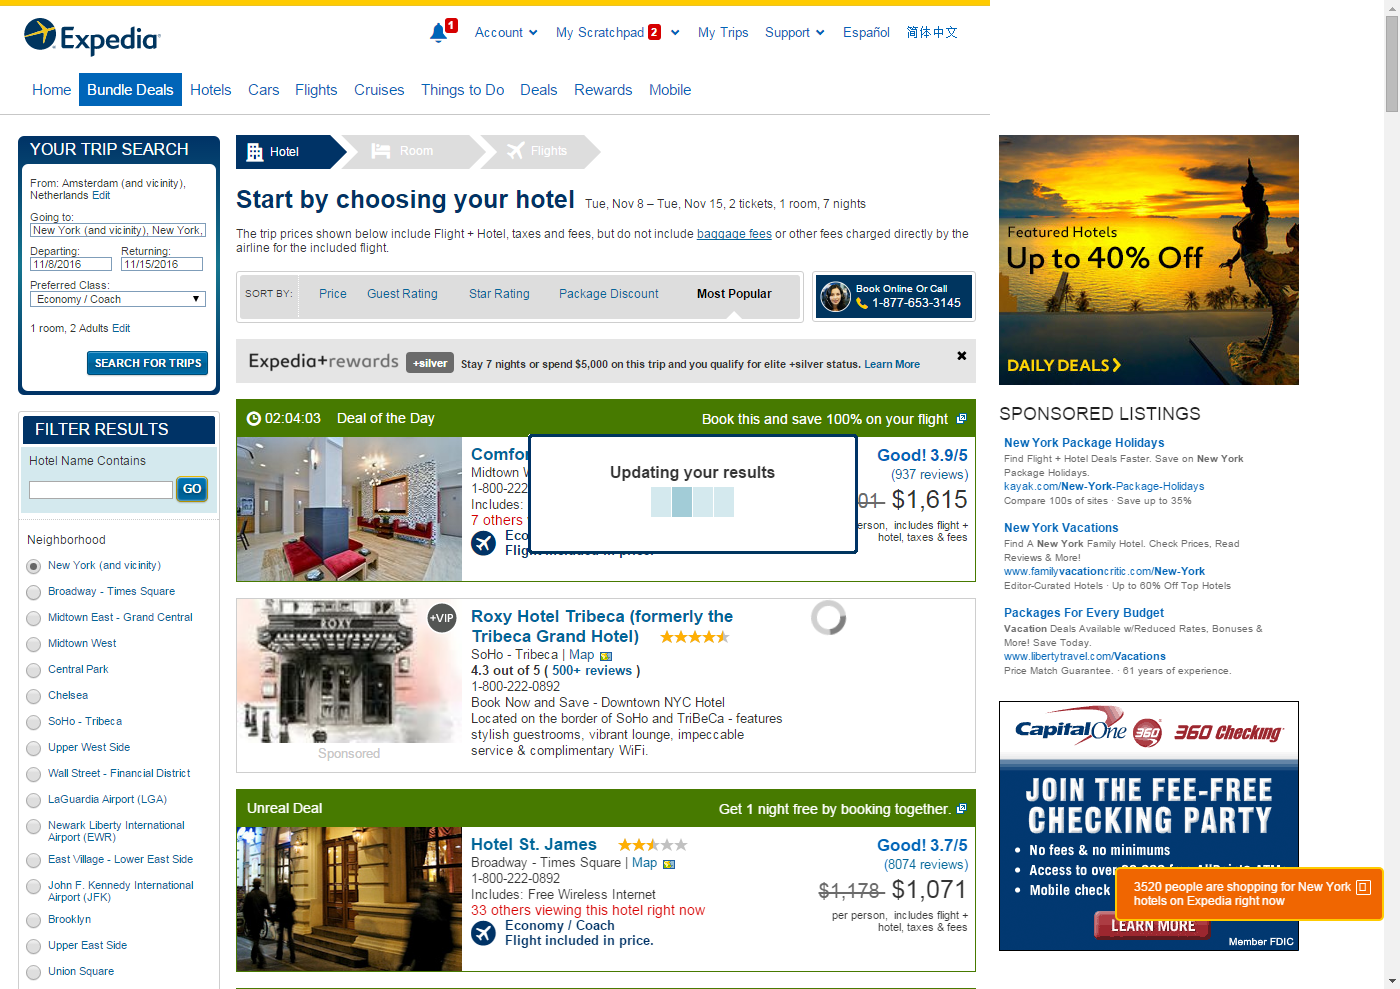 Expedia
1
Account
My Scratchpad 2
My Trips
Support
Español
简体中文
Home
Bundle Deals
Hotels
Cars
Flights
Cruises
Things to Do
Deals
Rewards
Mobile
YOUR TRIP SEARCH
From: Amsterdam (and vicinity),
Netherlands Edit
Going to:
New York (and vicinity), New York,
Departing:
Returning:
11/8/2016
11/15/2016
Preferred Class:
Economy / Coach
1 room, 2 Adults Edit
SEARCH FOR TRIPS
FILTER RESULTS
Hotel Name Contains
GO
Neighborhood
New York (and vicinity)
Broadway - Times Square
Midtown East - Grand Central
Midtown West
Central Park
Chelsea
SoHo - Tribeca
Upper West Side
Wall Street - Financial District
LaGuardia Airport (LGA)
Newark Liberty International
Airport (EWR)
East Village - Lower East Side
John F. Kennedy International
Airport (JFK)
Brooklyn
Upper East Side
Union Square
Hotel
Room
Flights
Start by choosing your hotel Tue, Nov 8 – Tue, Nov 15, 2 tickets, 1 room, 7 nights
The trip prices shown below include Flight + Hotel, taxes and fees, but do not include baggage fees or other fees charged directly by the
airline for the included flight.
SORT BY:
Price
Guest Rating
Star Rating
Package Discount
Most Popular
Book Online Or Call
1-877-653-3145
Expedia+rewards +silver Stay 7 nights or spend $5,000 on this trip and you qualify for elite +silver status. Learn More
02:04:03 Deal of the Day
Book this and save 100% on your flight
Comfor
Midtown W
1-800-222
Includes:
7 others
Eco
Flight included in price.
Updating your results
Good! 3.9/5
(937 reviews)
01 $1,615
erson, includes flight +
hotel, taxes & fees
ROXY
+VIP
Sponsored
Roxy Hotel Tribeca (formerly the
Tribeca Grand Hotel)
SoHo - Tribeca | Map
4.3 out of 5 ( 500+ reviews )
1-800-222-0892
Book Now and Save - Downtown NYC Hotel
Located on the border of SoHo and TriBeCa - features
stylish guestrooms, vibrant lounge, impeccable
service & complimentary WiFi.
Unreal Deal
Get 1 night free by booking together.
Hotel St. James
Broadway - Times Square | Map
1-800-222-0892
Includes: Free Wireless Internet
33 others viewing this hotel right now
Economy / Coach
Flight included in price.
Good! 3.7/5
(8074 reviews)
$1,178 $1,071
per person, includes flight +
hotel, taxes & fees
Featured Hotels
Up to 40% Off
DAILY DEALS
SPONSORED LISTINGS
New York Package Holidays
Find Flight + Hotel Deals Faster. Save on New York
Package Holidays.
kayak.com/New-York-Package-Holidays
Compare 100s of sites · Save up to 35%
New York Vacations
Find A New York Family Hotel. Check Prices, Read
Reviews & More!
www.familyvacationcritic.com/New-York
Editor-Curated Hotels · Up to 60% Off Top Hotels
Packages For Every Budget
Vacation Deals Available w/Reduced Rates, Bonuses &
More! Save Today.
www.libertytravel.com/Vacations
Price Match Guarantee. · 61 years of experience.
Capital One 360 360 Checking
JOIN THE FEE-FREE
CHECKING PARTY
• No fees & no minimums
• Access to over
• Mobile check
LEARN MORE
Member FDIC
3520 people are shopping for New York
hotels on Expedia right now